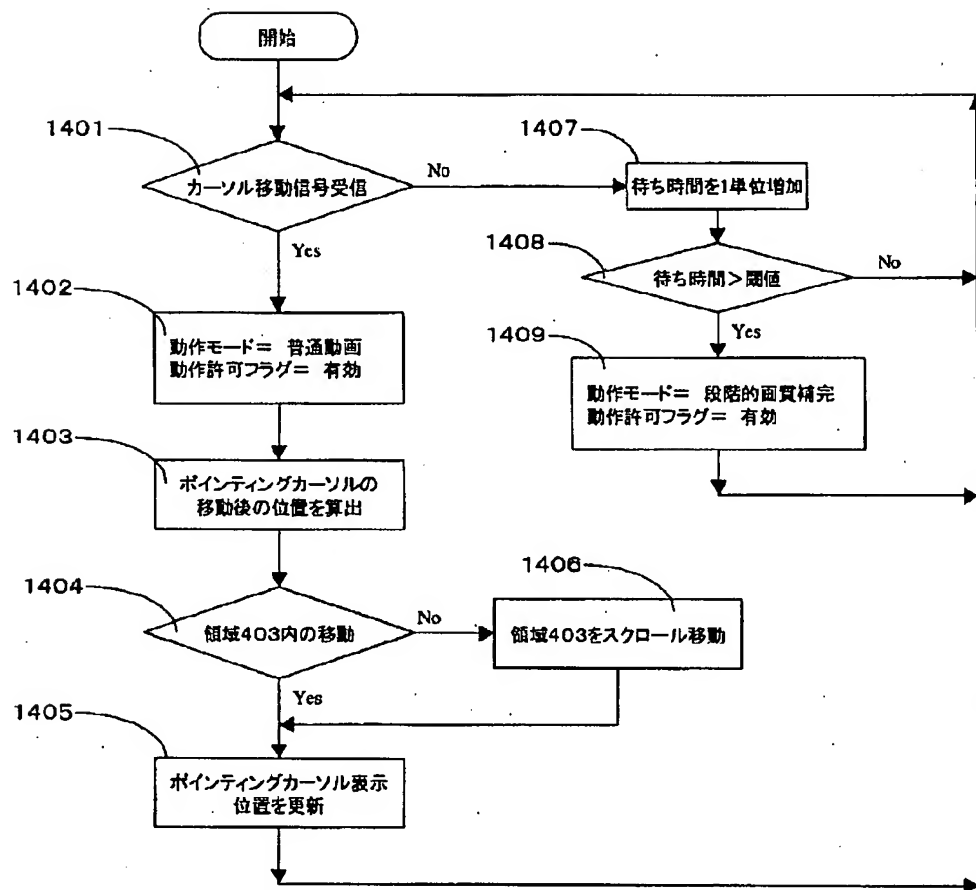 開始
1401
カーソル移動信号受信
No
Yes
1407
待ち時間を1単位増加
1408
待ち時間>閾値
No
Yes
1402
動作モード= 普通動画
動作許可フラグ= 有効
1409
動作モード= 段階的画質補完
動作許可フラグ= 有効
1403
ポインティングカーソルの
移動後の位置を算出
1404
領域403内の移動
No
Yes
1406
領域403をスクロール移動
1405
ポインティングカーソル表示
位置を更新